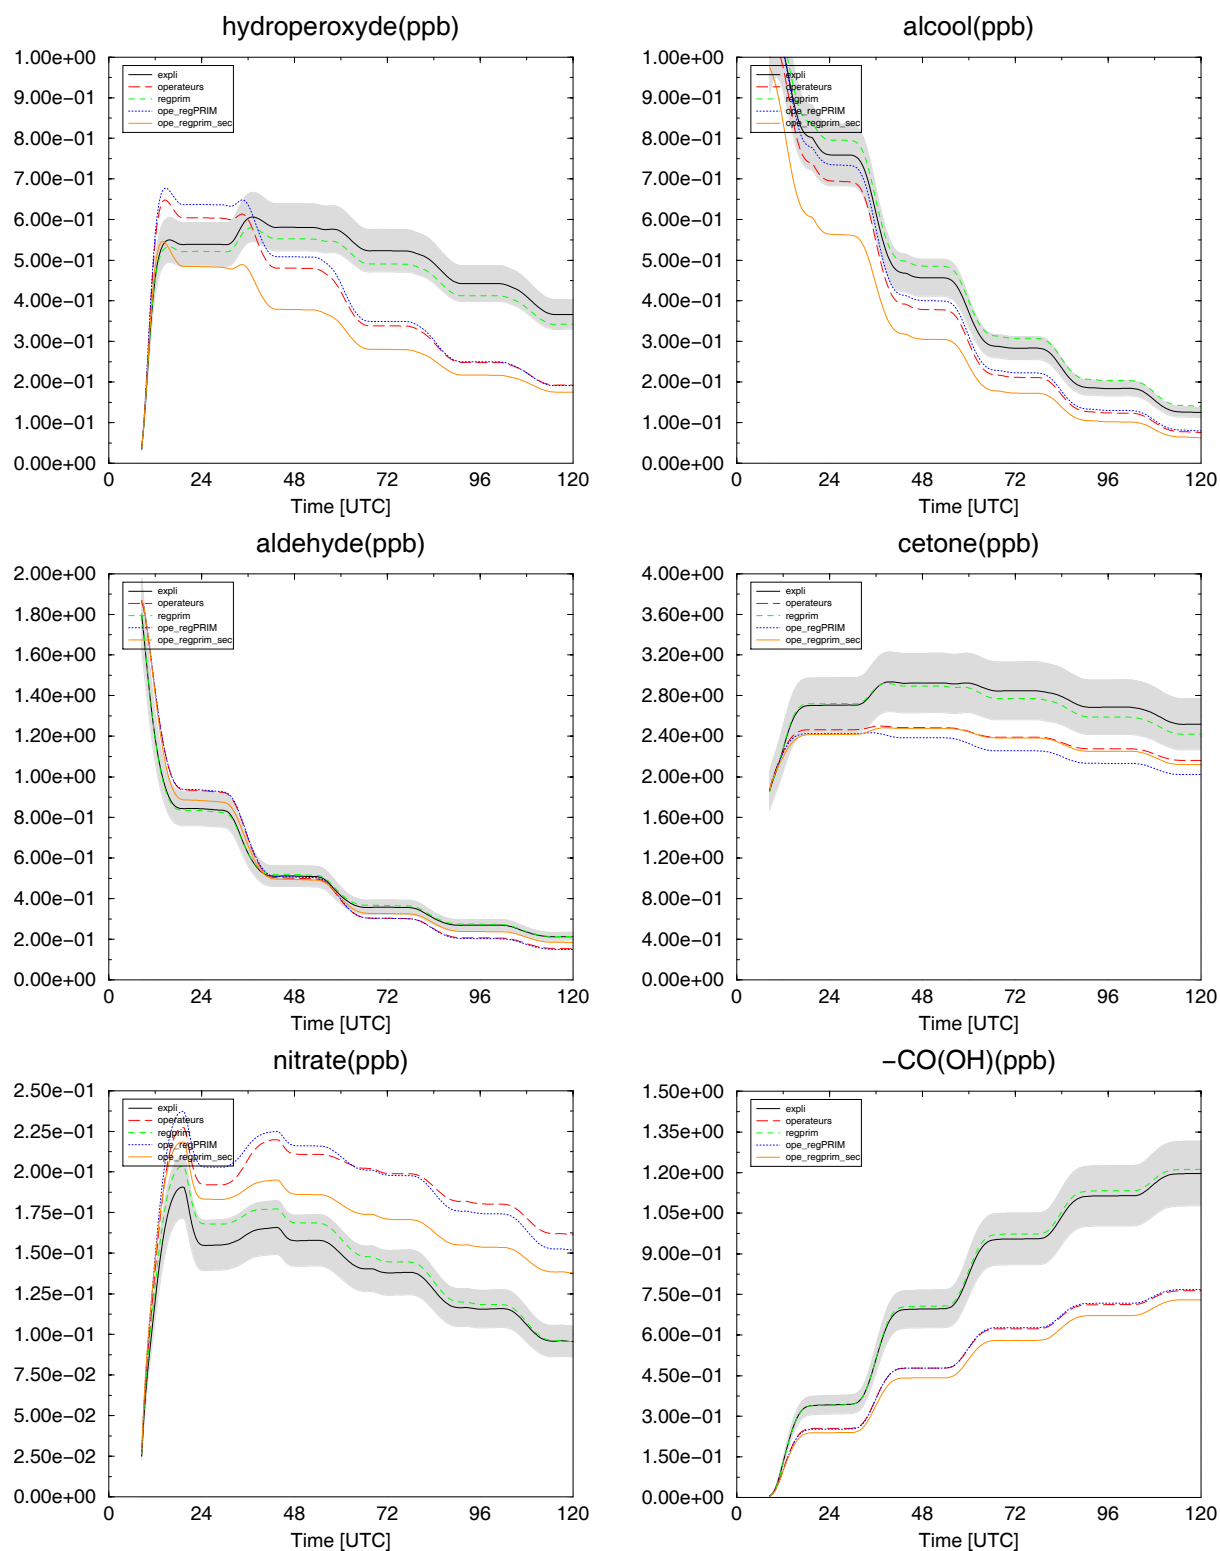 hydroperoxyde(ppb)
1.00e+00
9.00e−01
8.00e−01
7.00e−01
6.00e−01
5.00e−01
4.00e−01
3.00e−01
2.00e−01
1.00e−01
0.00e+00
expli
operateurs
regprim
ope_regPRIM
ope_regprim_sec
0 24 48 72 96 120
Time [UTC]
alcool(ppb)
1.00e+00
9.00e−01
8.00e−01
7.00e−01
6.00e−01
5.00e−01
4.00e−01
3.00e−01
2.00e−01
1.00e−01
0.00e+00
expli
operateurs
regprim
ope_regPRIM
ope_regprim_sec
0 24 48 72 96 120
Time [UTC]
aldehyde(ppb)
2.00e+00
1.80e+00
1.60e+00
1.40e+00
1.20e+00
1.00e+00
8.00e−01
6.00e−01
4.00e−01
2.00e−01
0.00e+00
expli
operateurs
regprim
ope_regPRIM
ope_regprim_sec
0 24 48 72 96 120
Time [UTC]
cetone(ppb)
4.00e+00
3.60e+00
3.20e+00
2.80e+00
2.40e+00
2.00e+00
1.60e+00
1.20e+00
8.00e−01
4.00e−01
0.00e+00
expli
operateurs
regprim
ope_regPRIM
ope_regprim_sec
0 24 48 72 96 120
Time [UTC]
nitrate(ppb)
2.50e−01
2.25e−01
2.00e−01
1.75e−01
1.50e−01
1.25e−01
1.00e−01
7.50e−02
5.00e−02
2.50e−02
0.00e+00
expli
operateurs
regprim
ope_regPRIM
ope_regprim_sec
0 24 48 72 96 120
Time [UTC]
−CO(OH)(ppb)
1.50e+00
1.35e+00
1.20e+00
1.05e+00
9.00e−01
7.50e−01
6.00e−01
4.50e−01
3.00e−01
1.50e−01
0.00e+00
expli
operateurs
regprim
ope_regPRIM
ope_regprim_sec
0 24 48 72 96 120
Time [UTC]